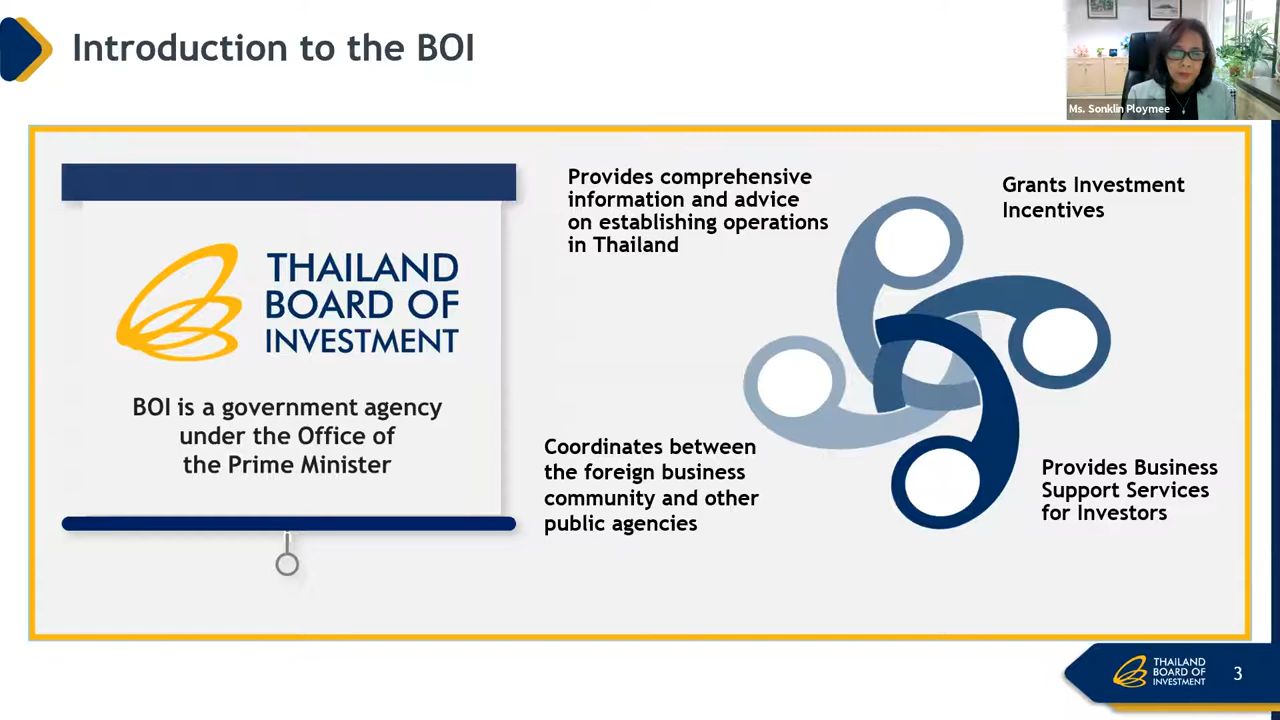 Introduction to the BOI
Ms. Sonklin Ploymee
THAILAND
BOARD OF
INVESTMENT
BOI is a government agency
under the Office of
the Prime Minister
Provides comprehensive
information and advice
on establishing operations
in Thailand
Grants Investment
Incentives
Coordinates between
the foreign business
community and other
public agencies
Provides Business
Support Services
for Investors
THAILAND
BOARD OF
INVESTMENT
3